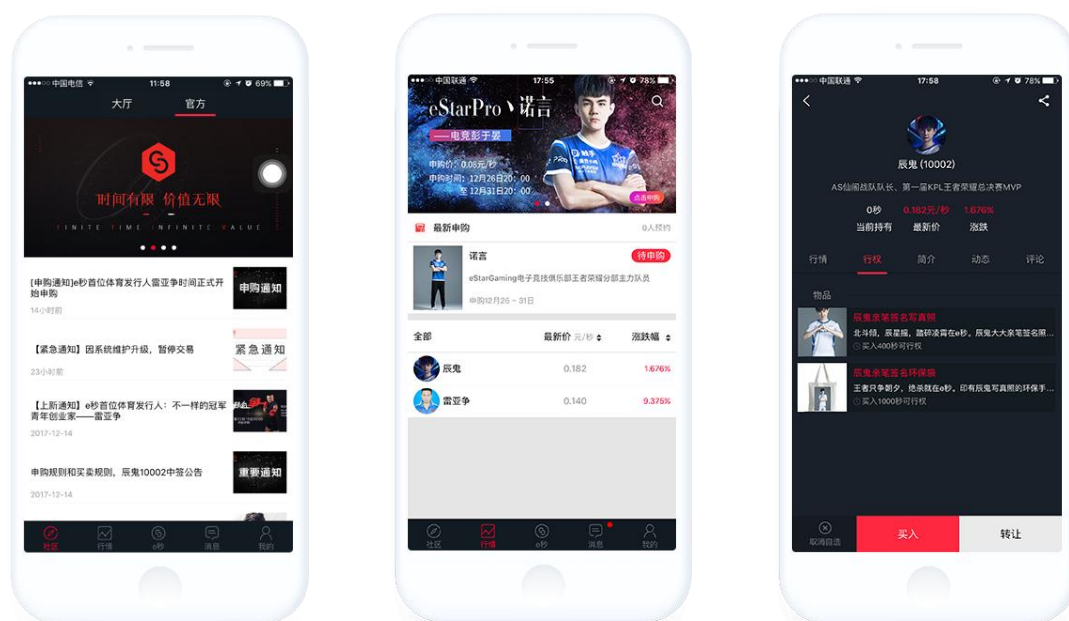 中国电信
11:58
69%
大厅
官方
时间有限 价值无限
INITE TIME INFINITE VALUE
[申购通知]e秒首位体育发行人雷亚争时间正式开
始申购
14小时前
申购通知
【紧急通知】因系统维护升级，暂停交易
23小时前
紧急通知
【上新通知】e秒首位体育发行人：不一样的冠军
青年创业家——雷亚争
2017-12-14
申购规则和买卖规则，辰鬼10002中签公告
2017-12-14
重要通知
社区
行情
e秒
消息
我的
中国联通
17:55
78%
eStarPro丶诺言
——电竞彭于晏
申购价：0.08元/秒
申购时间：12月26日20：00
至12月31日20：00
点击申购
最新申购
0人预约
诺言
待申购
eStarGaming电子竞技俱乐部王者荣耀分部主力队员
申购12月26 ~ 31日
全部
最新价 元/秒
涨跌幅
辰鬼
0.182
1.676%
雷亚争
0.140
9.375%
社区
行情
e秒
消息
我的
中国联通
17:58
78%
辰鬼 (10002)
AS仙阁战队队长、第一届KPL王者荣耀总决赛MVP
0秒
0.182元/秒
1.676%
当前持有
最新价
涨跌
行情
行权
简介
动态
评论
物品
辰鬼亲笔签名写真照
北斗倾，辰星摇，踏碎凌霄在e秒。辰鬼大大亲笔签名照...
买入400秒可行权
辰鬼亲笔签名环保袋
王者只争朝夕，绝杀就在e秒。印有辰鬼写真照的环保手...
买入1000秒可行权
取消自选
买入
转让